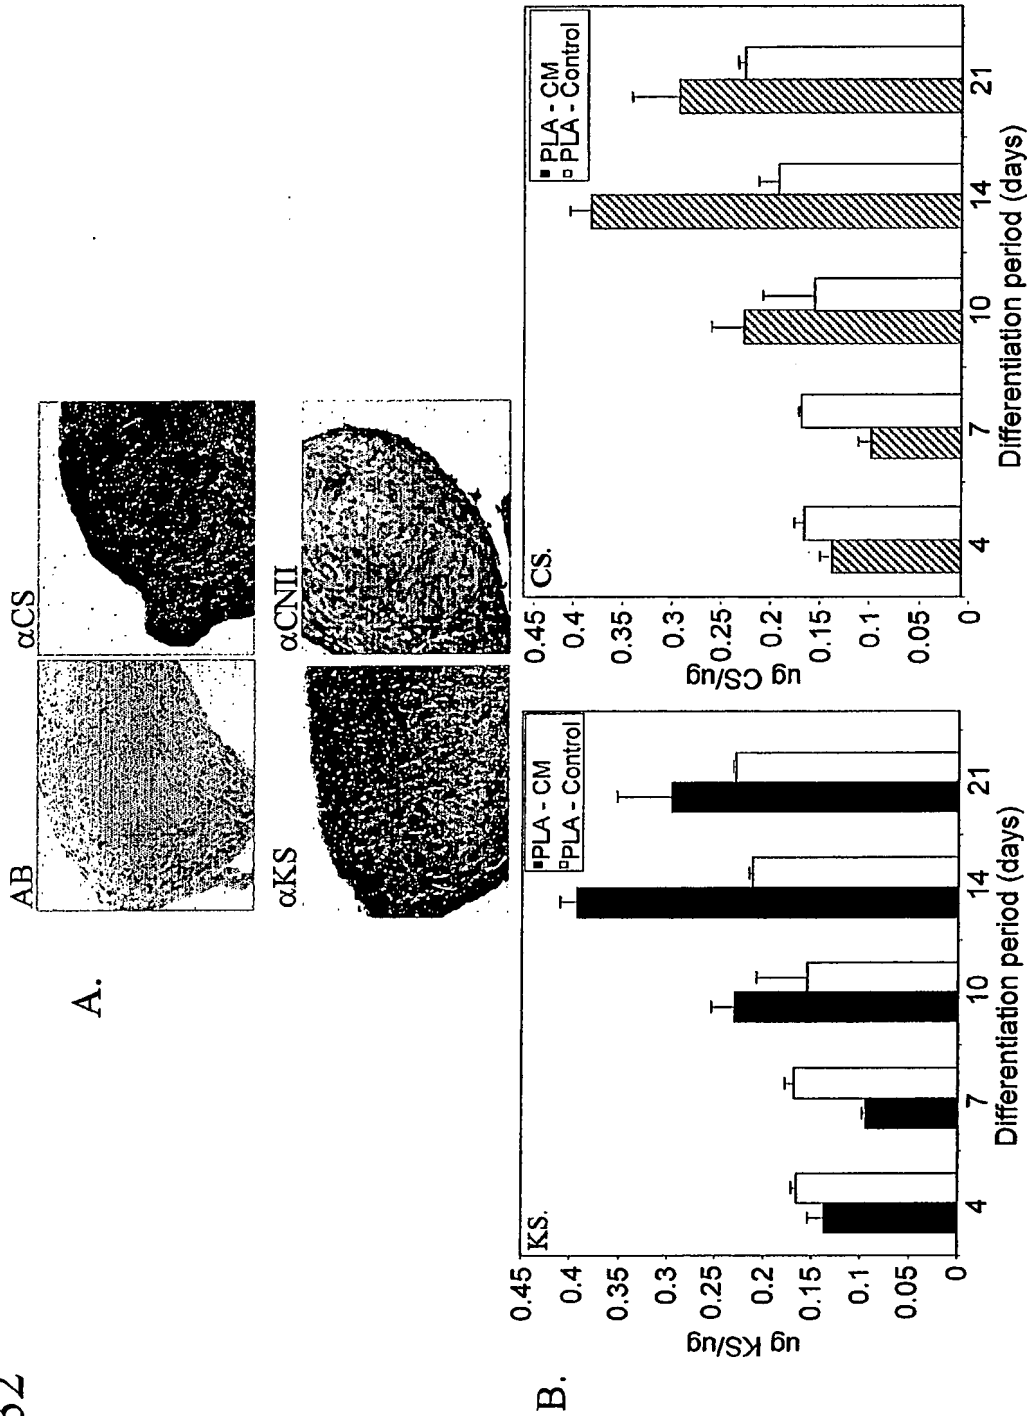 A.
AB
αCS
αKS
αCNII
B.
KS.
PLA - CM
PLA - Control
ug KS/ug
0.45
0.4
0.35
0.3
0.25
0.2
0.15
0.1
0.05
0
4 7 10 14 21
Differentiation period (days)
CS.
PLA - CM
PLA - Control
ug CS/ug
0.45
0.4
0.35
0.3
0.25
0.2
0.15
0.1
0.05
0
4 7 10 14 21
Differentiation period (days)